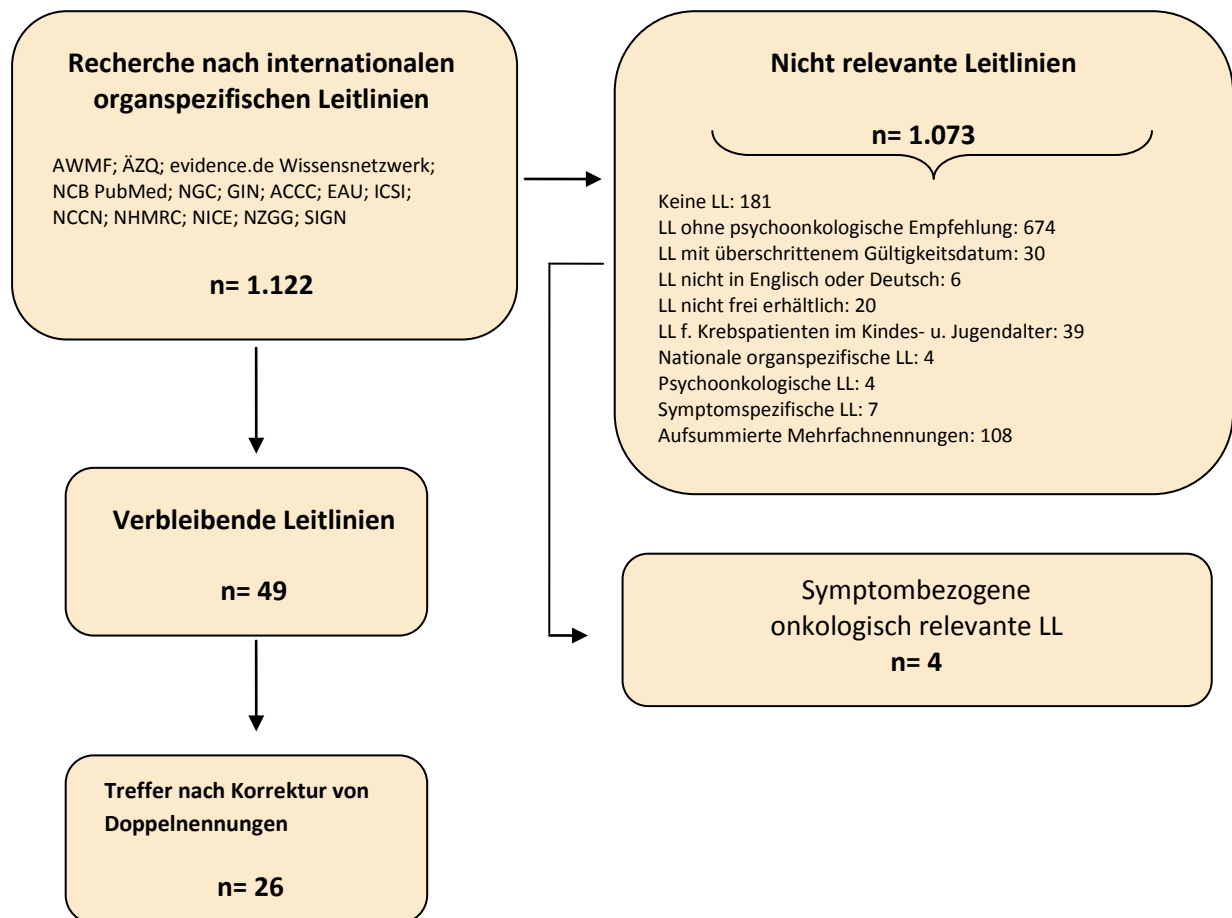 Recherche nach internationalen
organspezifischen Leitlinien
AWMF; ÄZQ; evidence.de Wissensnetzwerk;
NCB PubMed; NGC; GIN; ACCC; EAU; ICSI;
NCCN; NHMRC; NICE; NZGG; SIGN
n= 1.122
Nicht relevante Leitlinien
n= 1.073
Keine LL: 181
LL ohne psychoonkologische Empfehlung: 674
LL mit überschrittenem Gültigkeitsdatum: 30
LL nicht in Englisch oder Deutsch: 6
LL nicht frei erhältlich: 20
LL f. Krebspatienten im Kindes- u. Jugendalter: 39
Nationale organspezifische LL: 4
Psychoonkologische LL: 4
Symptomspezifische LL: 7
Aufsummierte Mehrfachnennungen: 108
Verbleibende Leitlinien
n= 49
Symptombezogene
onkologisch relevante LL
n= 4
Treffer nach Korrektur von
Doppelnennungen
n= 26